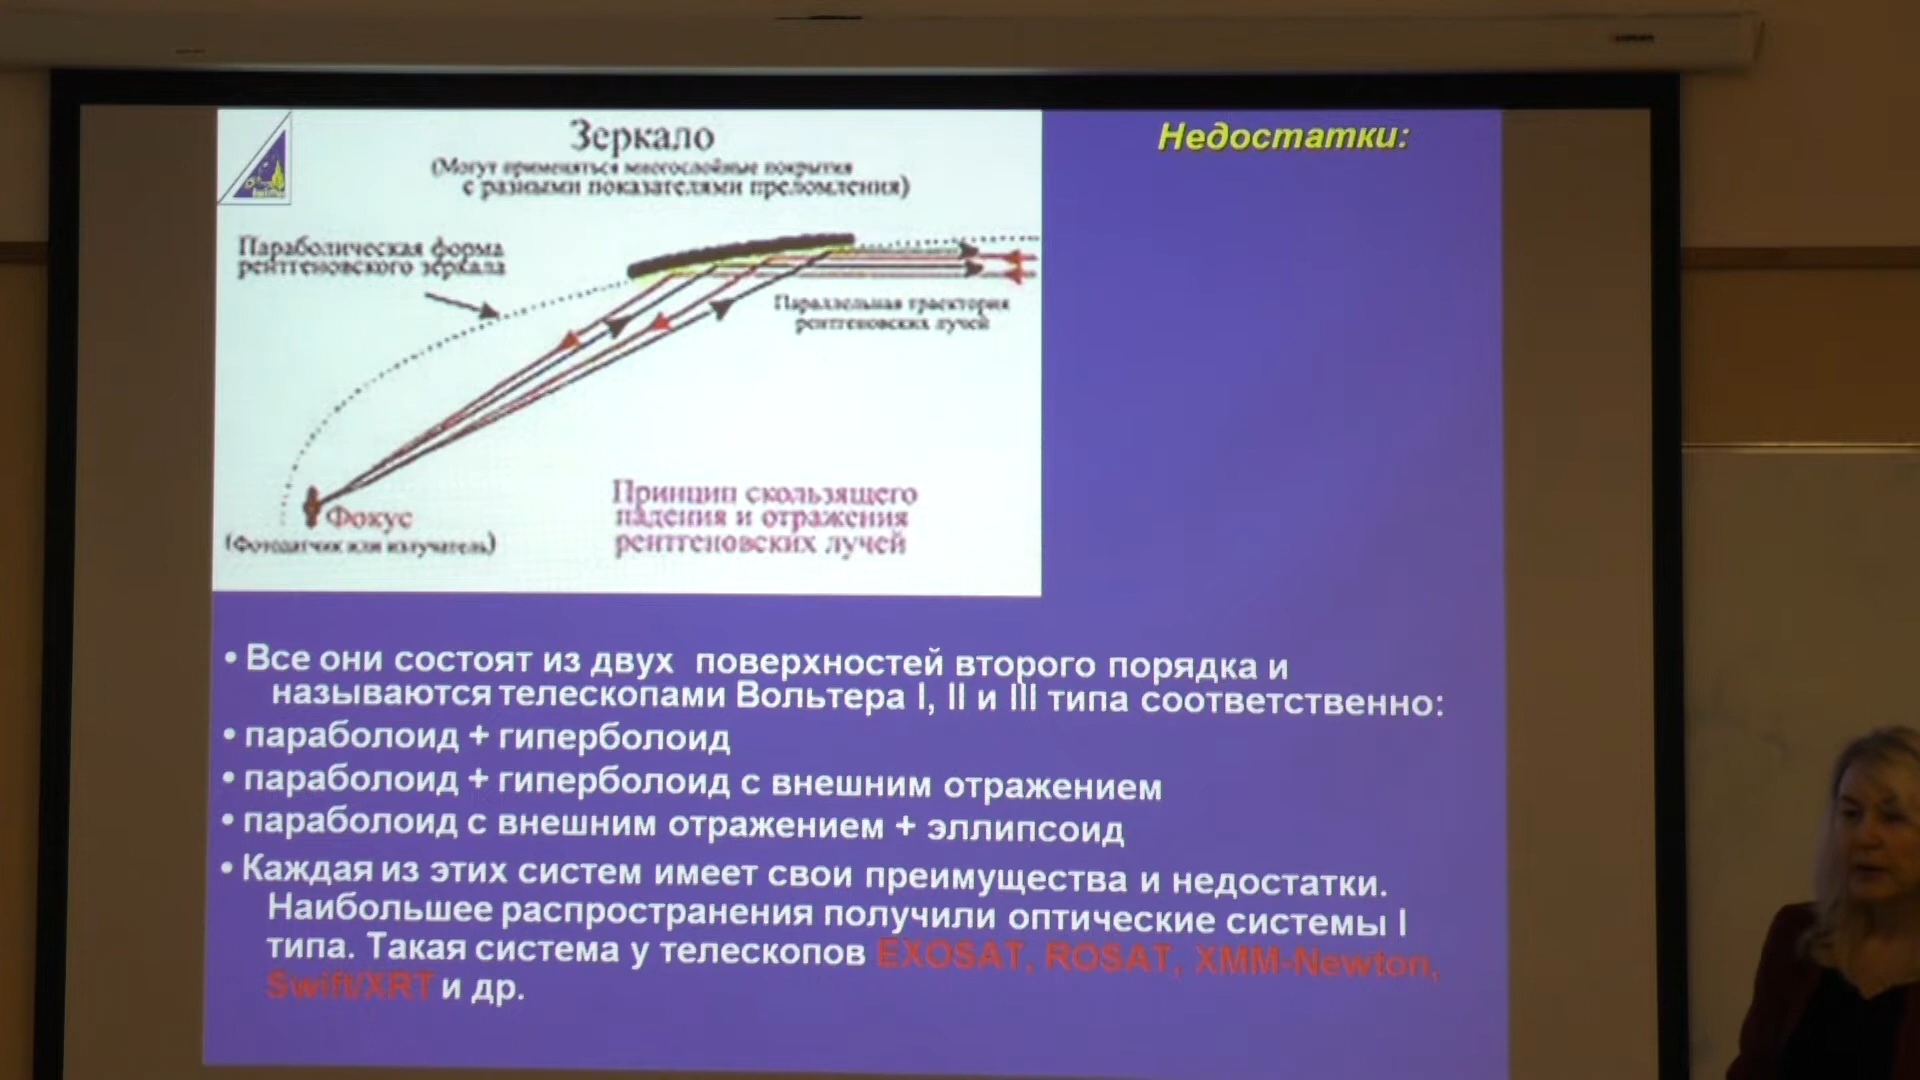 Зеркало
(Могут применяться многослойные покрытия
с разными показателями преломления)
Недостатки:
Параболическая форма
рентгеновского зеркала
Параллельная траектория
рентгеновских лучей
Принцип скользящего
падения и отражения
рентгеновских лучей
Фокус
(Фотодатчик или излучатель)
• Все они состоят из двух поверхностей второго порядка и
называются телескопами Вольтера I, II и III типа соответственно:
• параболоид + гиперболоид
• параболоид + гиперболоид с внешним отражением
• параболоид с внешним отражением + эллипсоид
• Каждая из этих систем имеет свои преимущества и недостатки.
Наибольшее распространения получили оптические системы I
типа. Такая система у телескопов EXOSAT, ROSAT, XMM-Newton,
Swift/XRT и др.